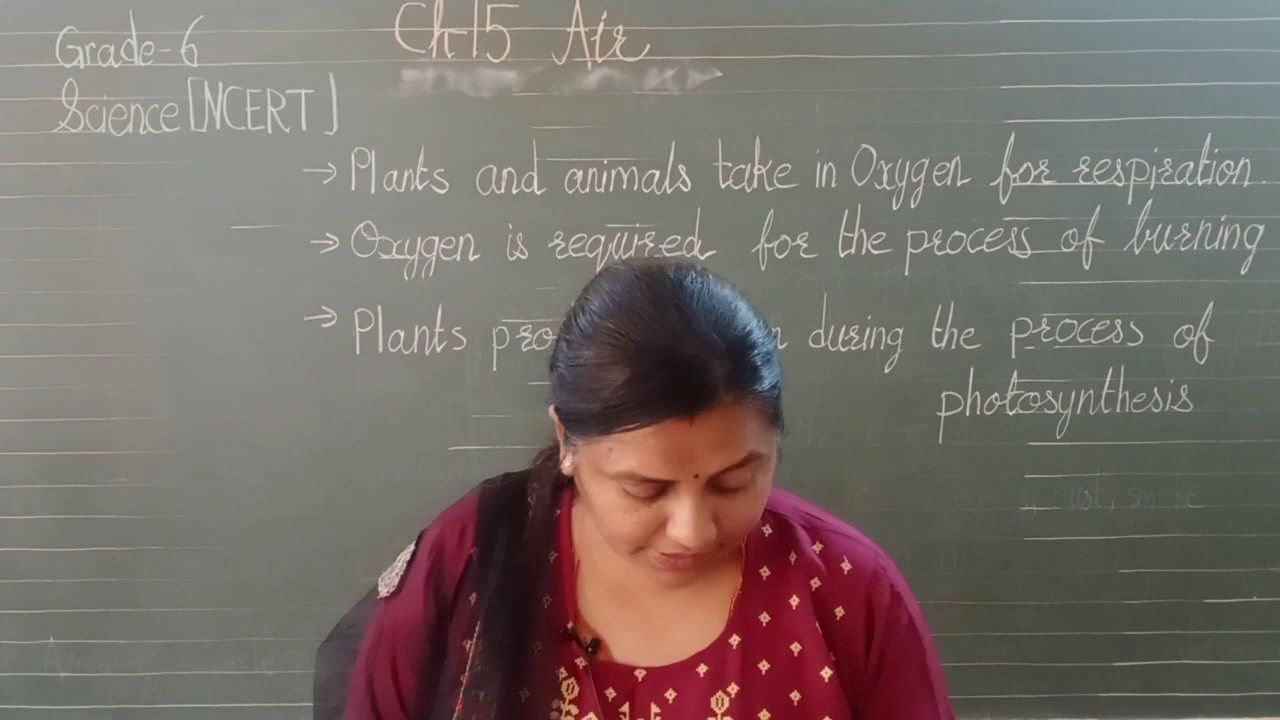 Ch-15 Air
Grade-6
Science [NCERT]
→ Plants and animals take in Oxygen for respiration
→ Oxygen is required for the process of burning
→ Plants during the process of
photosynthesis